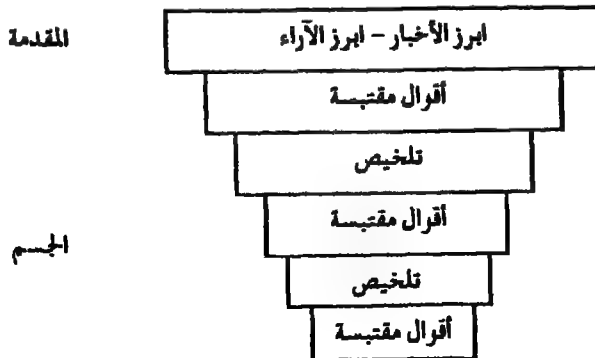 المقدمة
ابرز الأخبار – ابرز الآراء
أقوال مقتبسة
تلخيص
أقوال مقتبسة
الجسم
تلخيص
أقوال مقتبسة